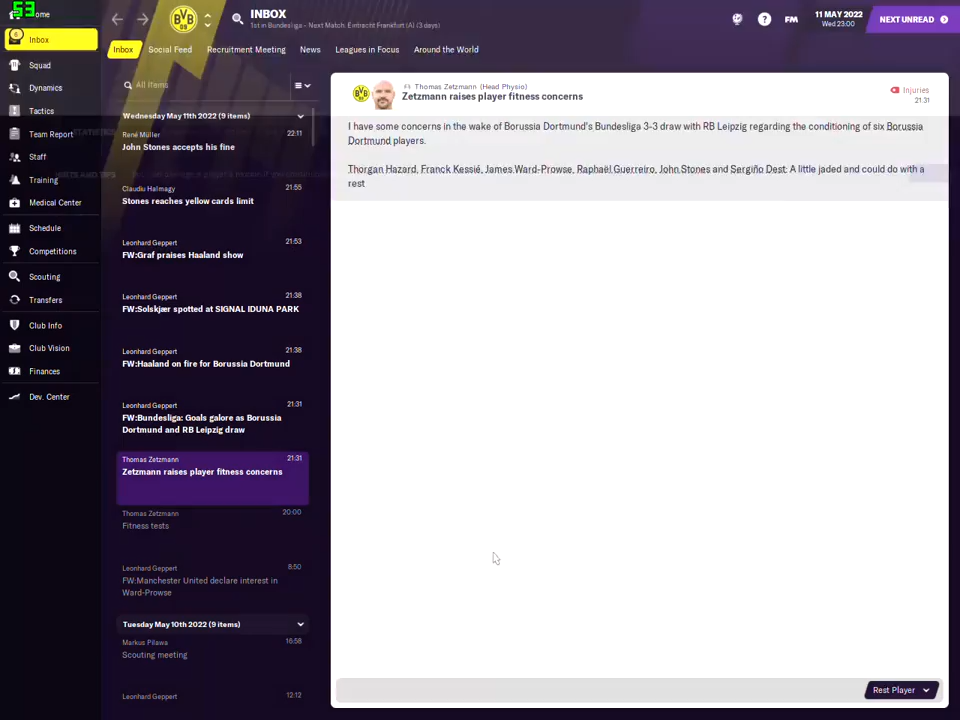 53
ome
Inbox
Squad
Dynamics
Tactics
Team Report
Staff
Training
Medical Center
Schedule
Competitions
Scouting
Transfers
Club Info
Club Vision
Finances
Dev. Center
BVB
09
INBOX
1st in Bundesliga - Next Match: Eintracht Frankfurt (A) (3 days)
FM
11 MAY 2022
Wed 23:00
NEXT UNREAD
Inbox
Social Feed
Recruitment Meeting
News
Leagues in Focus
Around the World
All Items
Wednesday May 11th 2022 (9 items)
René Müller
22:11
John Stones accepts his fine
Claudiu Halmagy
21:55
Stones reaches yellow cards limit
Leonhard Geppert
21:53
FW:Graf praises Haaland show
Leonhard Geppert
21:38
FW:Solskjær spotted at SIGNAL IDUNA PARK
Leonhard Geppert
21:38
FW:Haaland on fire for Borussia Dortmund
Leonhard Geppert
21:31
FW:Bundesliga: Goals galore as Borussia
Dortmund and RB Leipzig draw
Thomas Zetzmann
21:31
Zetzmann raises player fitness concerns
Thomas Zetzmann
20:00
Fitness tests
Leonhard Geppert
8:50
FW:Manchester United declare interest in
Ward-Prowse
Tuesday May 10th 2022 (9 items)
Markus Pilawa
16:58
Scouting meeting
Leonhard Geppert
12:12
Thomas Zetzmann (Head Physio)
Zetzmann raises player fitness concerns
Injuries
21:31
I have some concerns in the wake of Borussia Dortmund's Bundesliga 3-3 draw with RB Leipzig regarding the conditioning of six Borussia
Dortmund players.
Thorgan Hazard, Franck Kessié, James Ward-Prowse, Raphaël Guerreiro, John Stones and Sergiño Dest: A little jaded and could do with a
rest
Rest Player